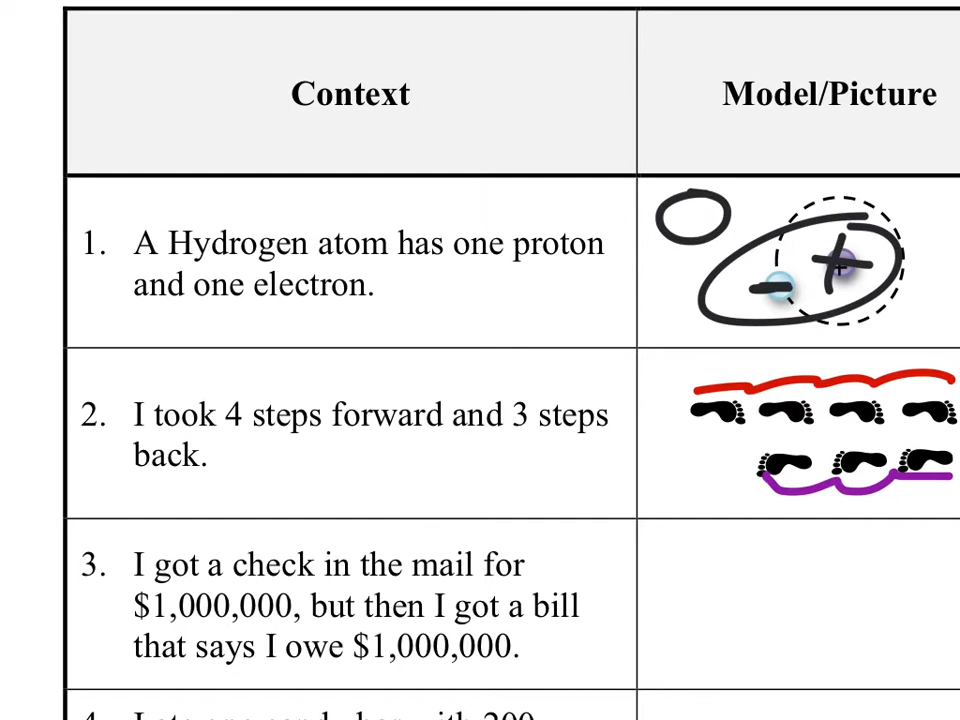 Context
Model/Picture
1. A Hydrogen atom has one proton
and one electron.
− +
2. I took 4 steps forward and 3 steps
back.
3. I got a check in the mail for
$1,000,000, but then I got a bill
that says I owe $1,000,000.